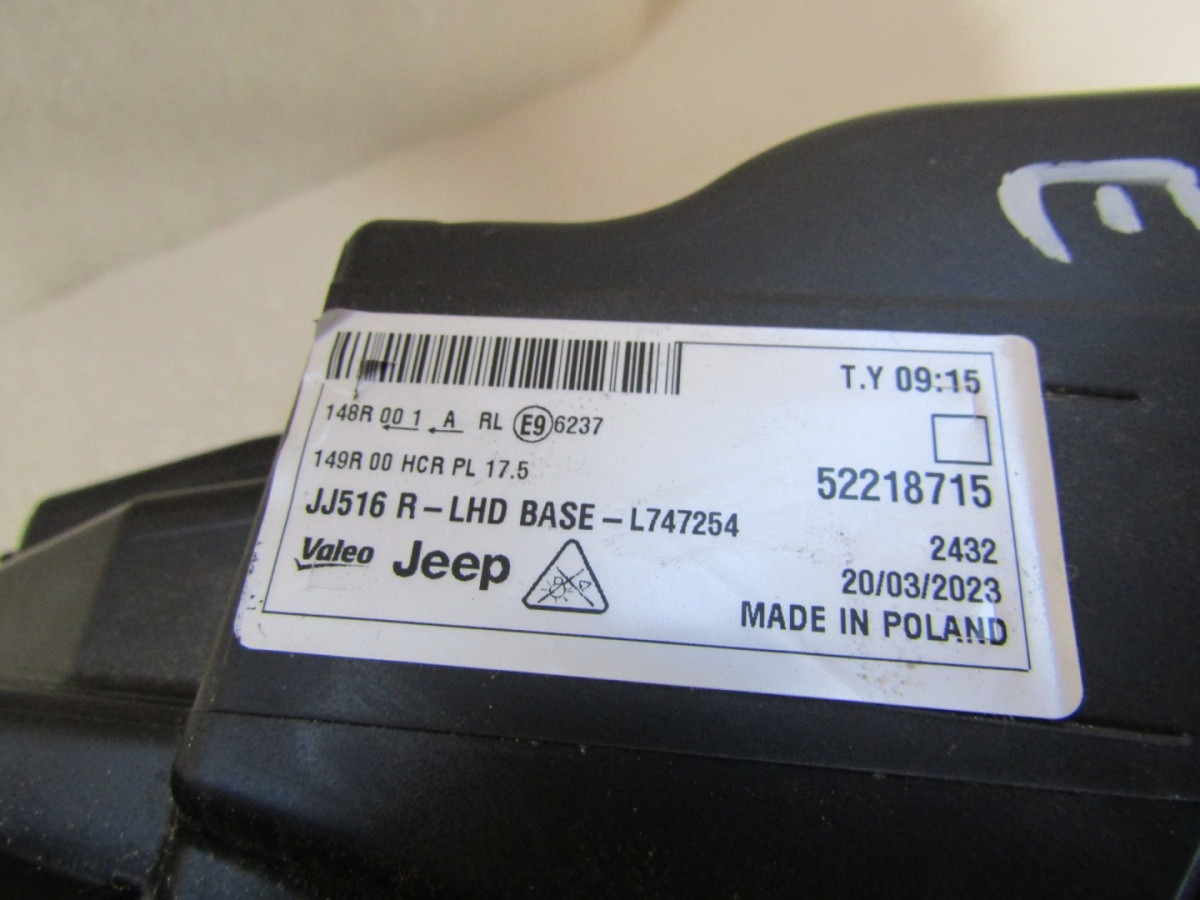 T.Y 09:15
148R 00 1 A RL E9 6237
149R 00 HCR PL 17.5
52218715
JJ516 R-LHD BASE-L747254
Valeo Jeep
2432
20/03/2023
MADE IN POLAND